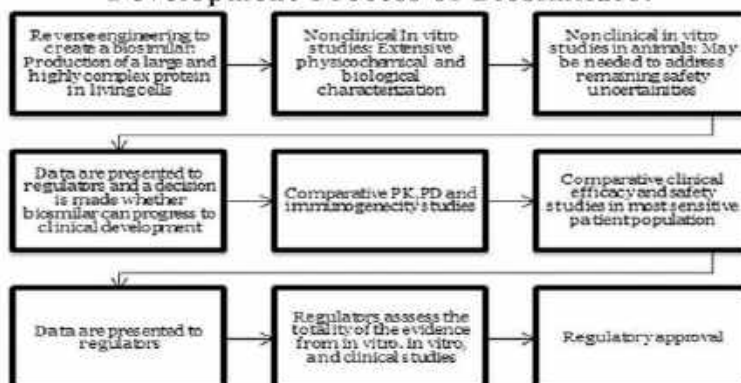 Development Process of Biosimilars:
Reverse engineering to
create a biosimilar:
Production of a large and
highly complex protein
in living cells
Nonclinical In vitro
studies: Extensive
physicochemical and
biological
characterization
Nonclinical in vitro
studies in animals: May
be needed to address
remaining safety
uncertainities
Data are presented to
regulators and a decision
is made whether
biosmilar can progress to
clinical development
Comparative PK,PD and
immunogenecity studies
Comparative clinical
efficacy and safety
studies in most sensitive
patient population
Data are presented to
regulators
Regulators asssess the
totality of the evidence
from in vitro. In vitro,
and clinical studies
Regulatory approval